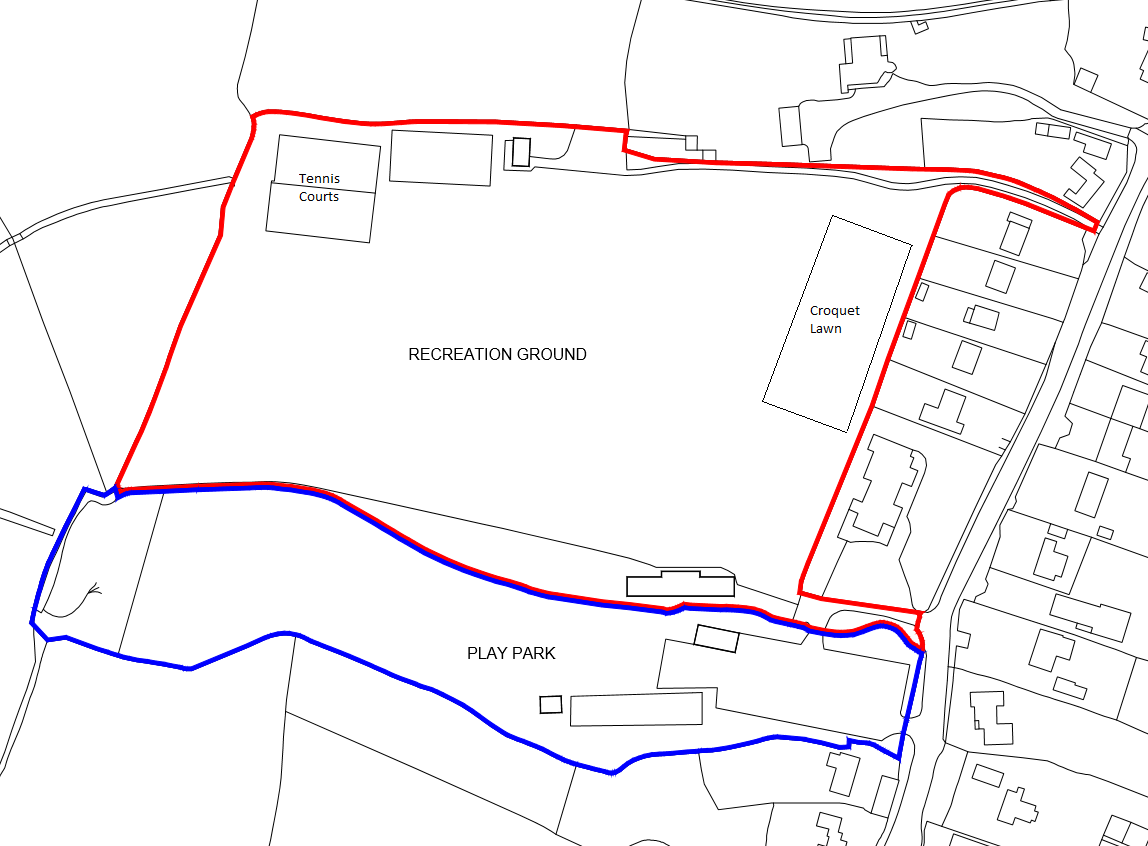 Tennis
Courts
Croquet
Lawn
RECREATION GROUND
PLAY PARK